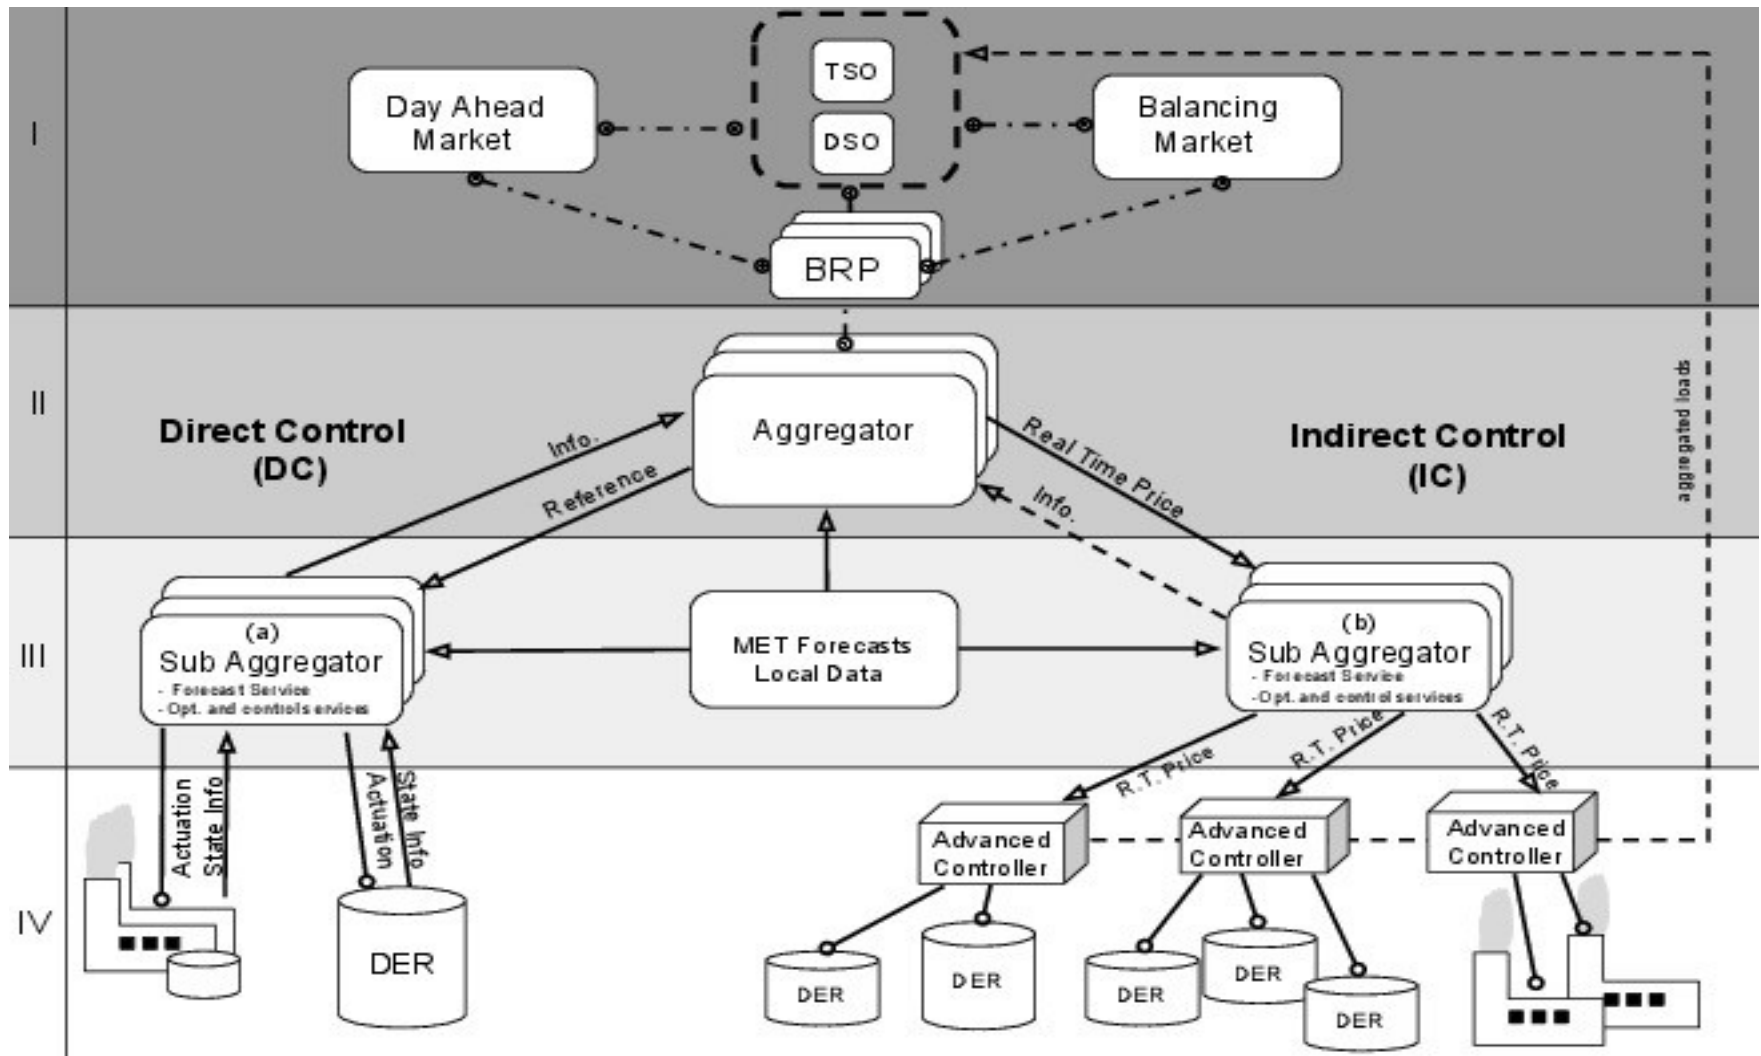 I
Day Ahead
Market
TSO
DSO
Balancing
Market
BRP
II
Direct Control
(DC)
Info.
Reference
Aggregator
Real Time Price
Info.
Indirect Control
(IC)
aggregated loads
III
(a)
Sub Aggregator
- Forecast Service
- Opt. and control services
MET Forecasts
Local Data
(b)
Sub Aggregator
- Forecast Service
-Opt. and control services
R.T. Price
R.T. Price
R.T. Price
IV
Actuation
State Info
Actuation
State Info
DER
Advanced
Controller
Advanced
Controller
Advanced
Controller
DER
DER
DER
DER
DER